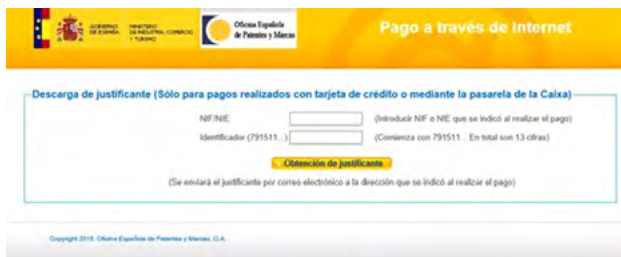 GOBIERNO DE ESPAÑA
MINISTERIO DE INDUSTRIA, COMERCIO Y TURISMO
Oficina Española
de Patentes y Marcas
Pago a través de Internet
Descarga de justificante (Sólo para pagos realizados con tarjeta de crédito o mediante la pasarela de la Caixa)
NIF/NIE (Introducir NIF o NIE que se indicó al realizar el pago)
Identificador (791511...) (Comienza con 791511... En total son 13 cifras)
Obtención de justificante
(Se enviará el justificante por correo electrónico a la dirección que se indicó al realizar el pago)
Copyright 2015. Oficina Española de Patentes y Marcas, O.A.